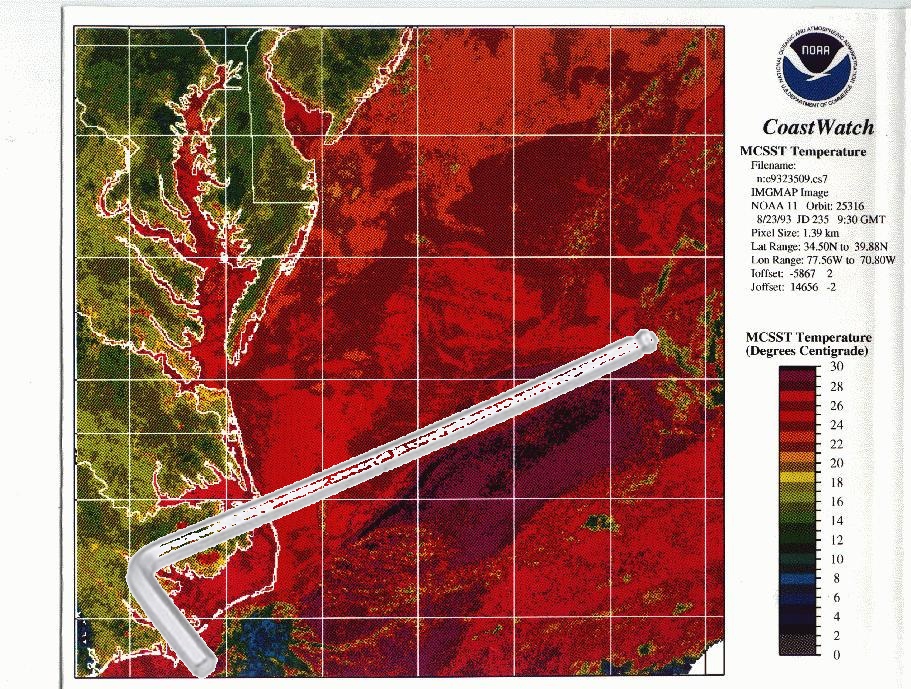 NATIONAL OCEANIC AND ATMOSPHERIC ADMINISTRATION
U.S. DEPARTMENT OF COMMERCE
NOAA
CoastWatch
MCSST Temperature
Filename:
n:c9323509.cs7
IMGMAP Image
NOAA 11 Orbit: 25316
8/23/93 JD 235 9:30 GMT
Pixel Size: 1.39 km
Lat Range: 34.50N to 39.88N
Lon Range: 77.56W to 70.80W
Ioffset: -5867 2
Joffset: 14656 -2
MCSST Temperature
(Degrees Centigrade)
30
28
26
24
22
20
18
16
14
12
10
8
6
4
2
0